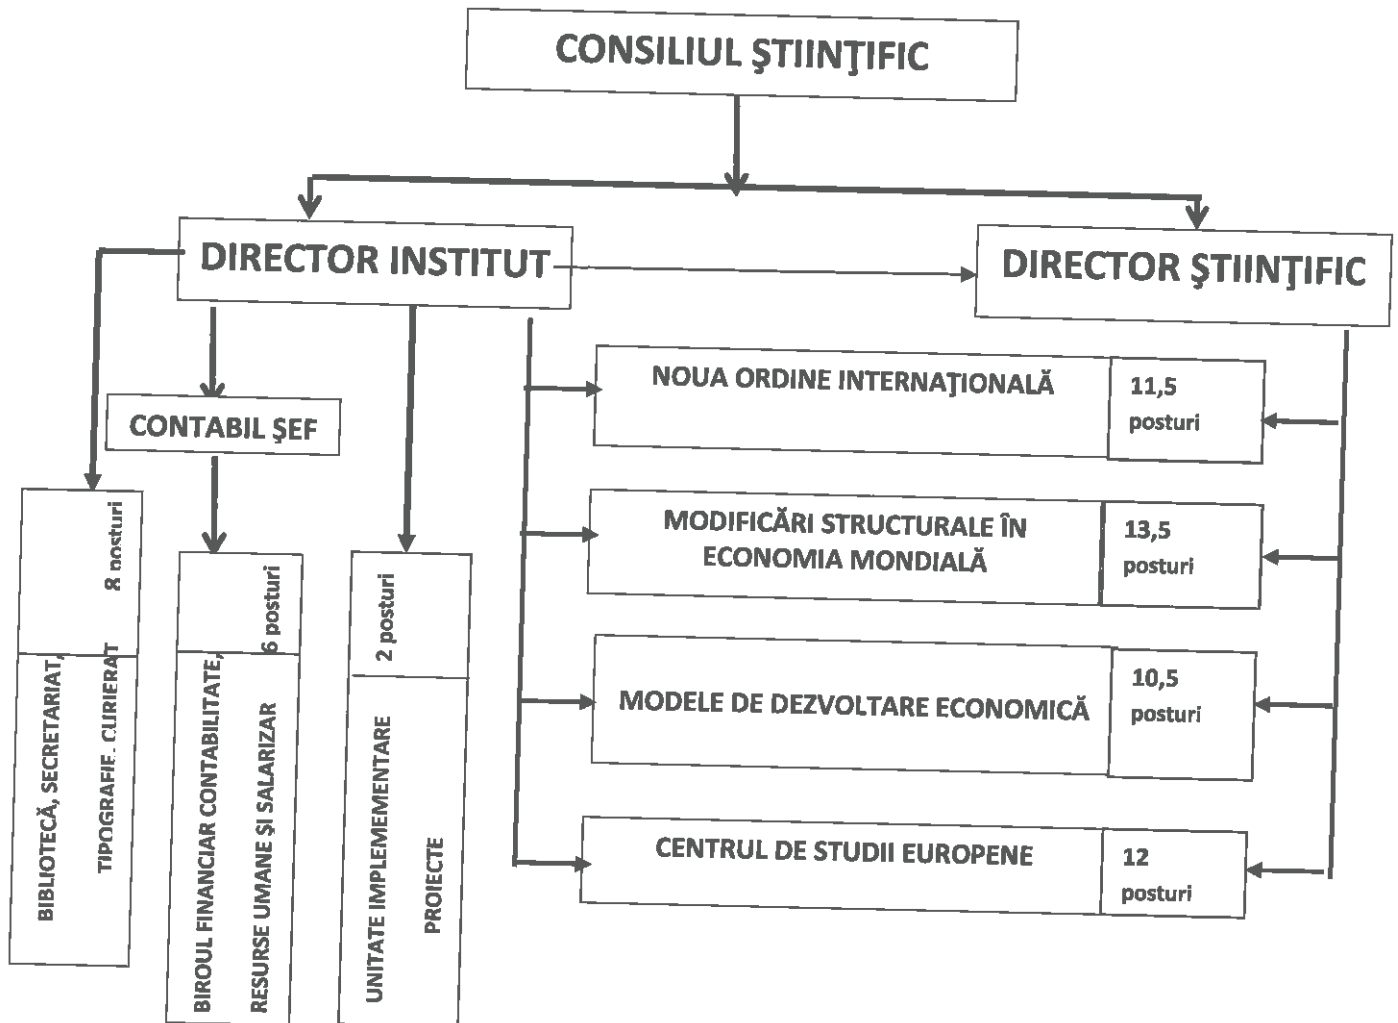 CONSILIUL ŞTIINŢIFIC
DIRECTOR INSTITUT
DIRECTOR ŞTIINŢIFIC
NOUA ORDINE INTERNAŢIONALĂ
11,5
posturi
CONTABIL ŞEF
MODIFICĂRI STRUCTURALE ÎN
ECONOMIA MONDIALĂ
13,5
posturi
MODELE DE DEZVOLTARE ECONOMICĂ
10,5
posturi
CENTRUL DE STUDII EUROPENE
12
posturi
8 posturi
BIBLIOTECĂ, SECRETARIAT,
TIPOGRAFIE, CURIERAT
6 posturi
BIROUL FINANCIAR CONTABILITATE,
RESURSE UMANE ŞI SALARIZAR
2 posturi
UNITATE IMPLEMEMENTARE
PROIECTE